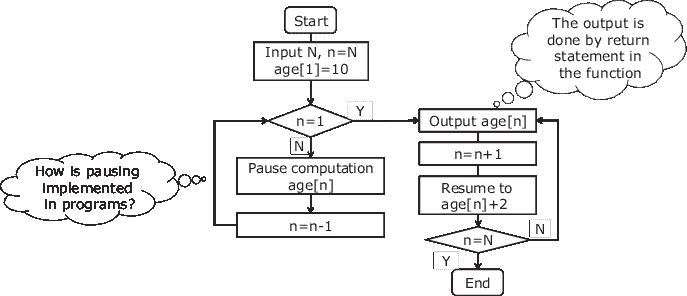 Start
Input N, n=N
age[1]=10
n=1
Y
N
Pause computation
age[n]
n=n-1
How is pausing
implemented
in programs?
The output is
done by return
statement in
the function
Output age[n]
n=n+1
Resume to
age[n]+2
n=N
N
Y
End